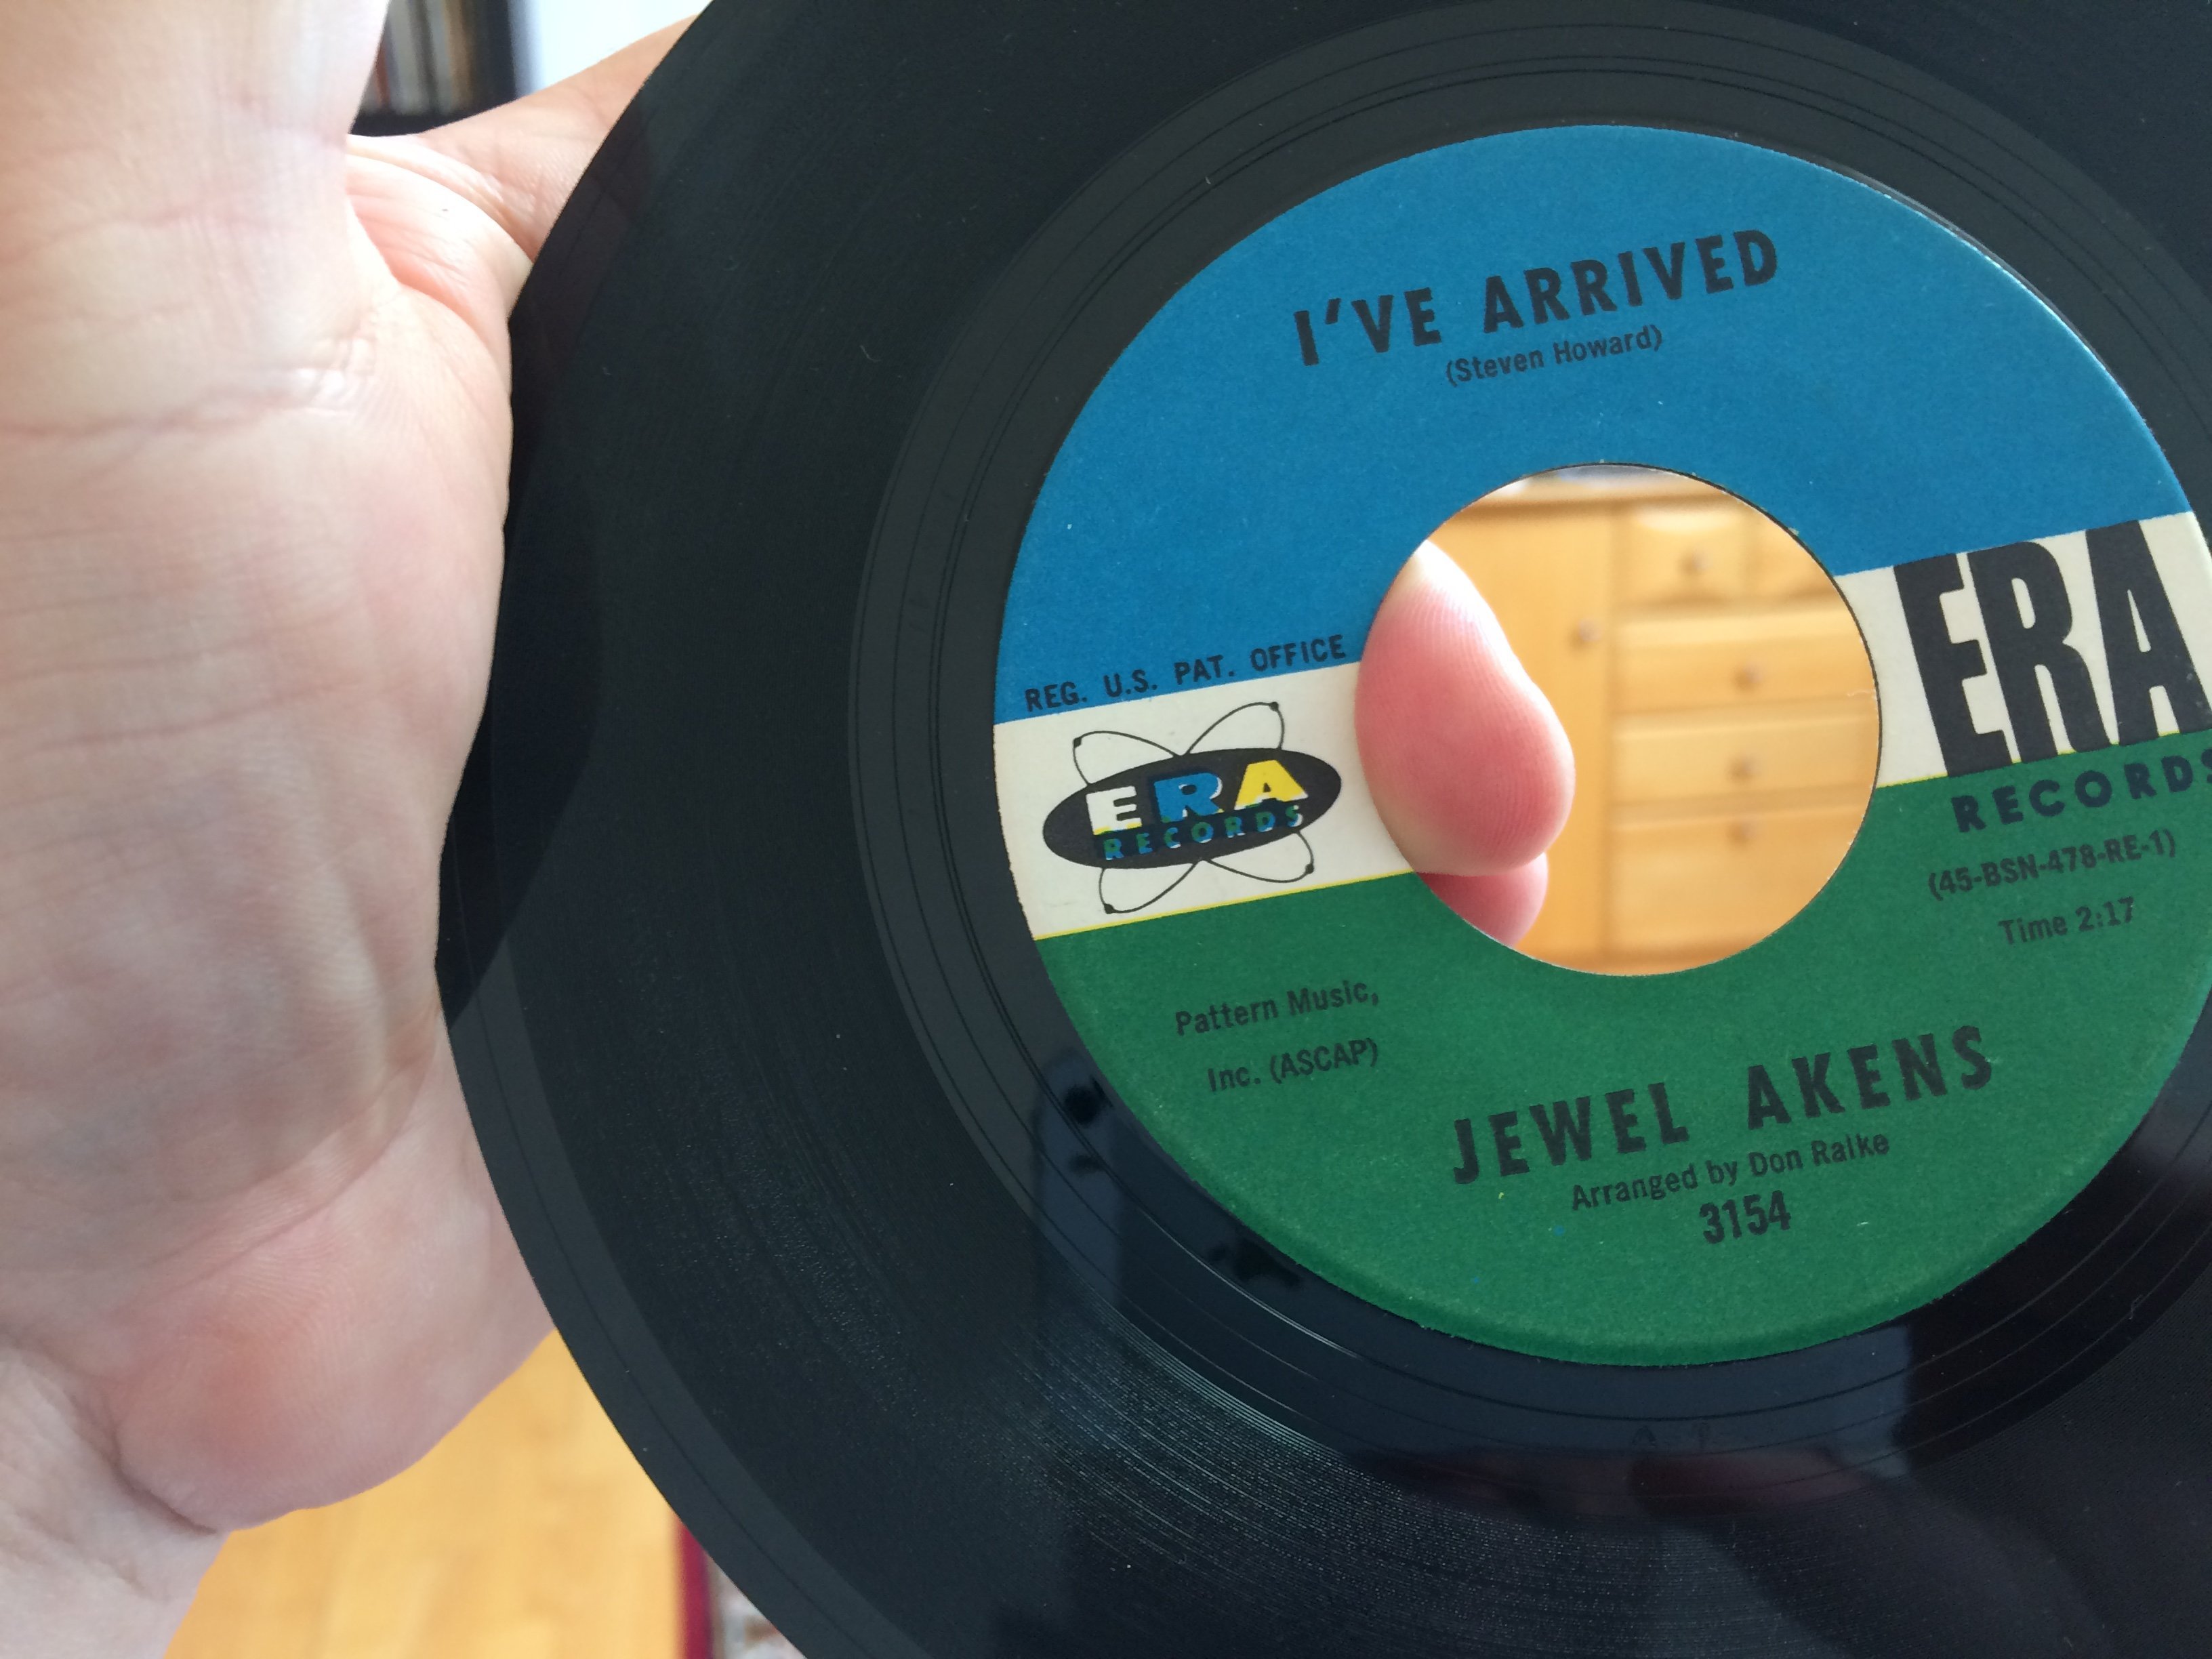 I'VE ARRIVED
(Steven Howard)
REG. U.S. PAT. OFFICE
ERA
RECORDS
ERA
RECORDS
(45-BSN-478-RE-1)
Time 2:17
Pattern Music,
Inc. (ASCAP)
JEWEL AKENS
Arranged by Don Ralke
3154